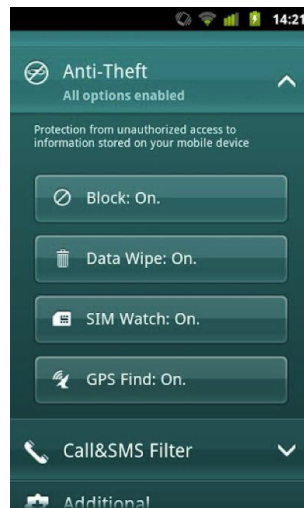 14:21
Anti-Theft
All options enabled
Protection from unauthorized access to
information stored on your mobile device
Block: On.
Data Wipe: On.
SIM Watch: On.
GPS Find: On.
Call&SMS Filter
Additional